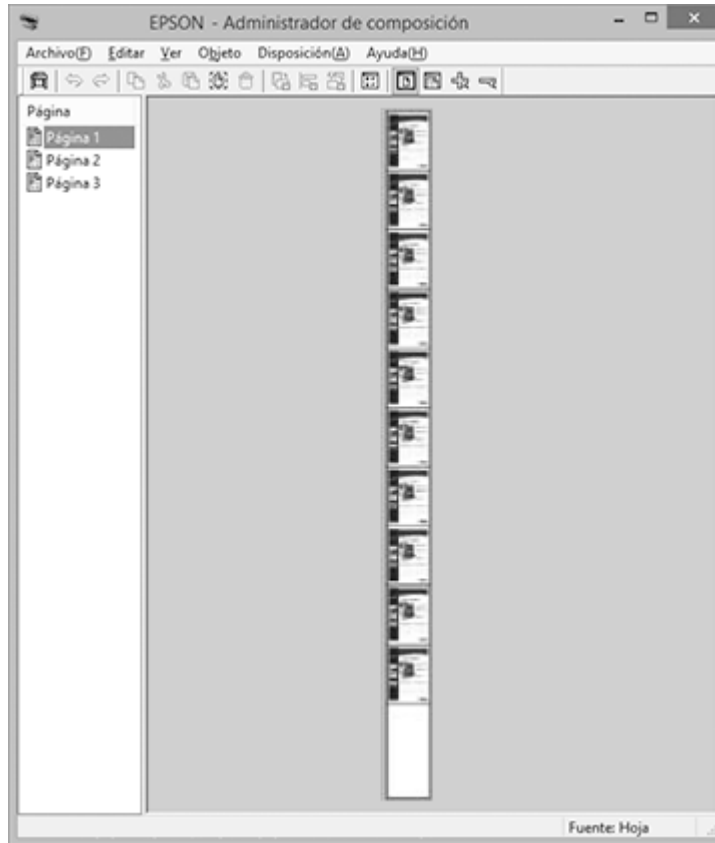 EPSON - Administrador de composición
Archivo(F) Editar Ver Objeto Disposición(A) Ayuda(H)
Página
Página 1
Página 2
Página 3
Fuente: Hoja